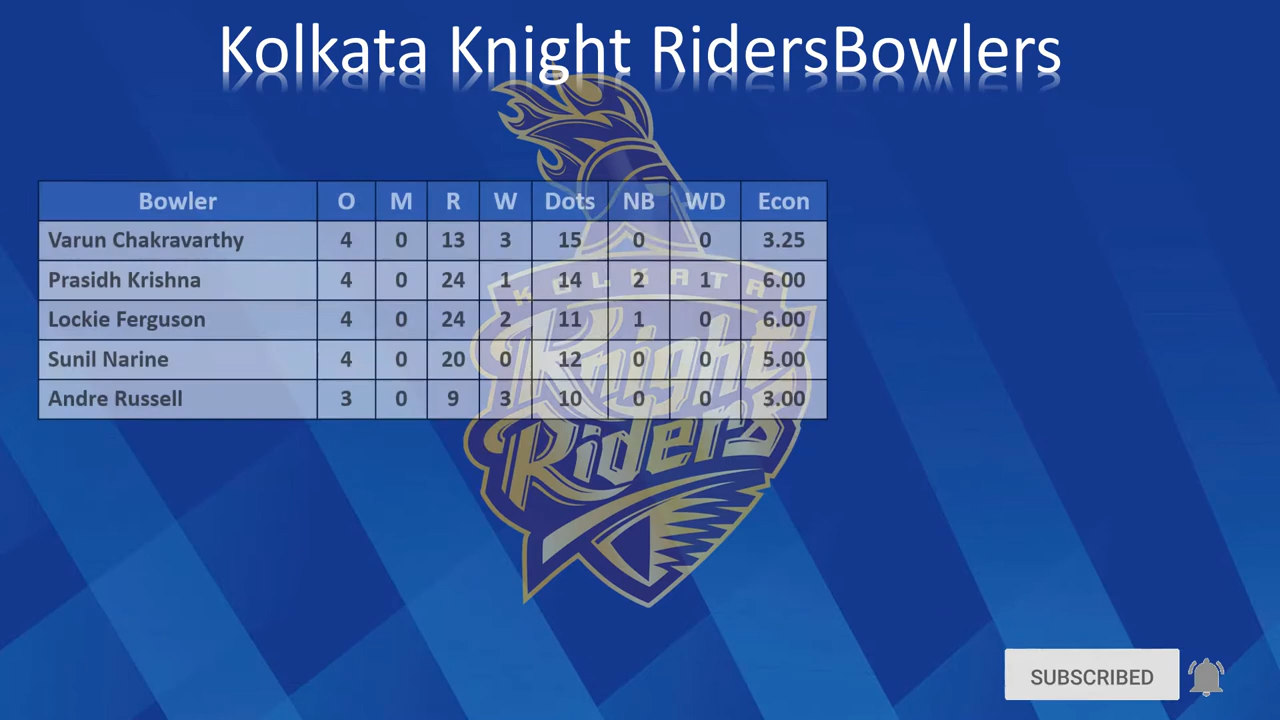 Kolkata Knight RidersBowlers
Bowler O M R W Dots NB WD Econ
Varun Chakravarthy 4 0 13 3 15 0 0 3.25
Prasidh Krishna 4 0 24 1 14 2 1 6.00
Lockie Ferguson 4 0 24 2 11 1 0 6.00
Sunil Narine 4 0 20 0 12 0 0 5.00
Andre Russell 3 0 9 3 10 0 0 3.00
KOLKATA
Knight
Riders
SUBSCRIBED